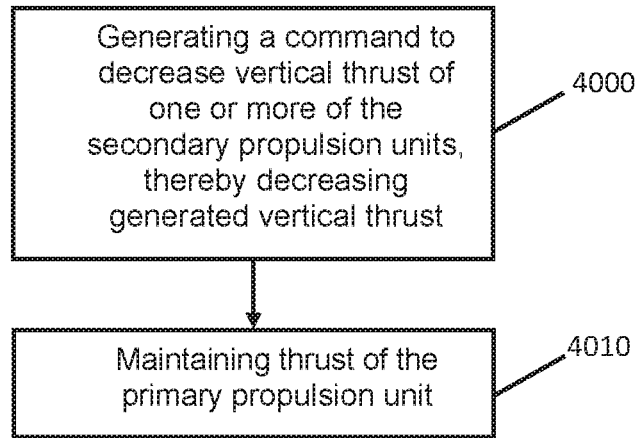 Generating a command to
decrease vertical thrust of
one or more of the
secondary propulsion units,
thereby decreasing
generated vertical thrust
4000
Maintaining thrust of the
primary propulsion unit
4010